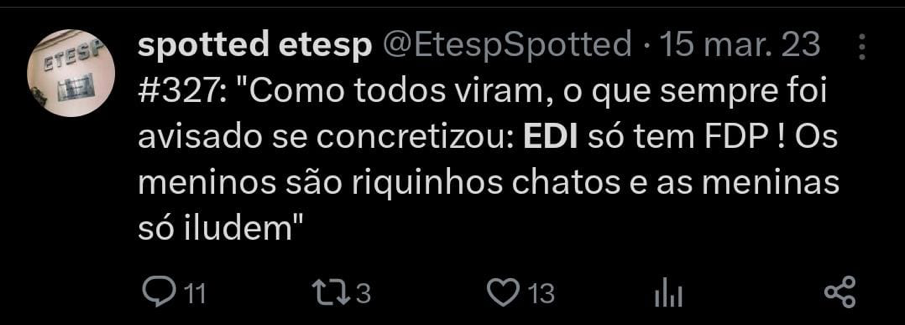 ETESP
spotted etesp @EtespSpotted · 15 mar. 23
#327: "Como todos viram, o que sempre foi
avisado se concretizou: EDI só tem FDP ! Os
meninos são riquinhos chatos e as meninas
só iludem"
11 3 13